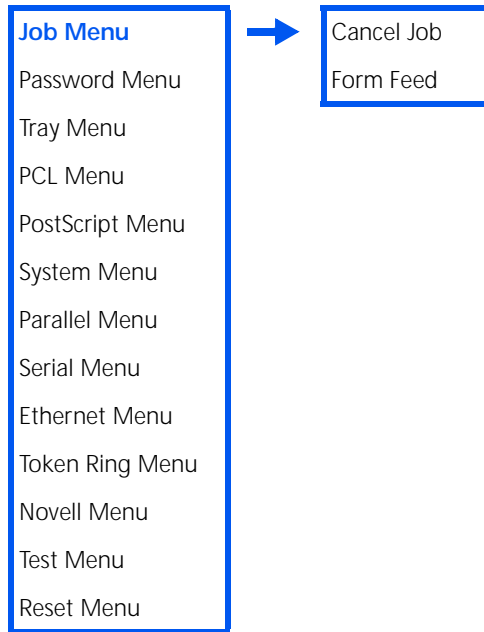 Job Menu
Cancel Job
Form Feed
Password Menu
Tray Menu
PCL Menu
PostScript Menu
System Menu
Parallel Menu
Serial Menu
Ethernet Menu
Token Ring Menu
Novell Menu
Test Menu
Reset Menu